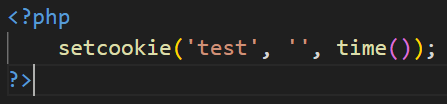 <?php
setcookie('test', '', time());
?>